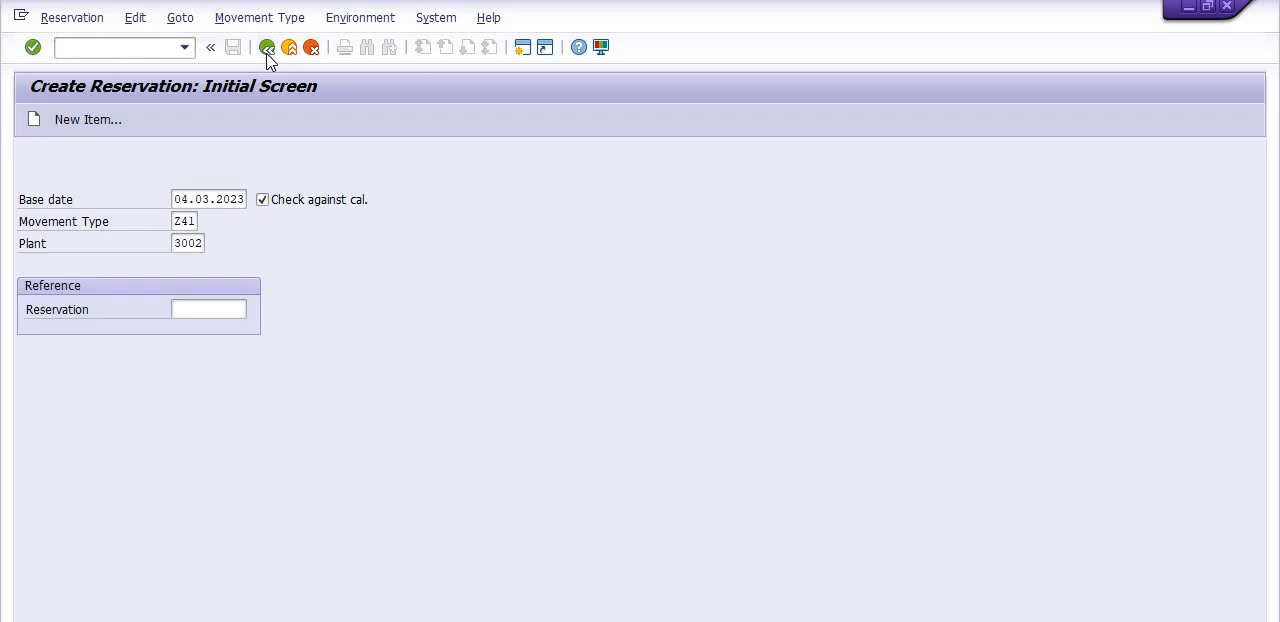 Reservation Edit Goto Movement Type Environment System Help
Create Reservation: Initial Screen
New Item...
Base date 04.03.2023 Check against cal.
Movement Type Z41
Plant 3002
Reference
Reservation